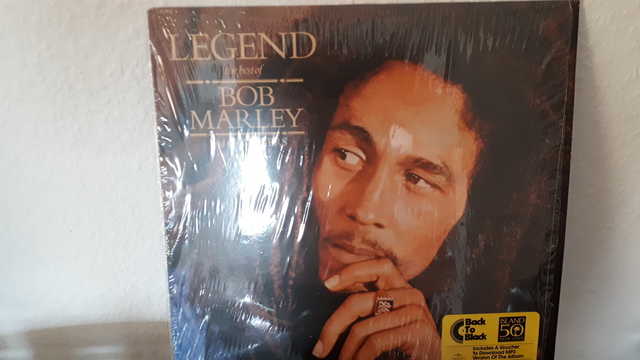 LEGEND
the best of
BOB
MARLEY
Back
To
Black
ISLAND
50
Includes A Voucher
To Download MP3
Version Of The Album